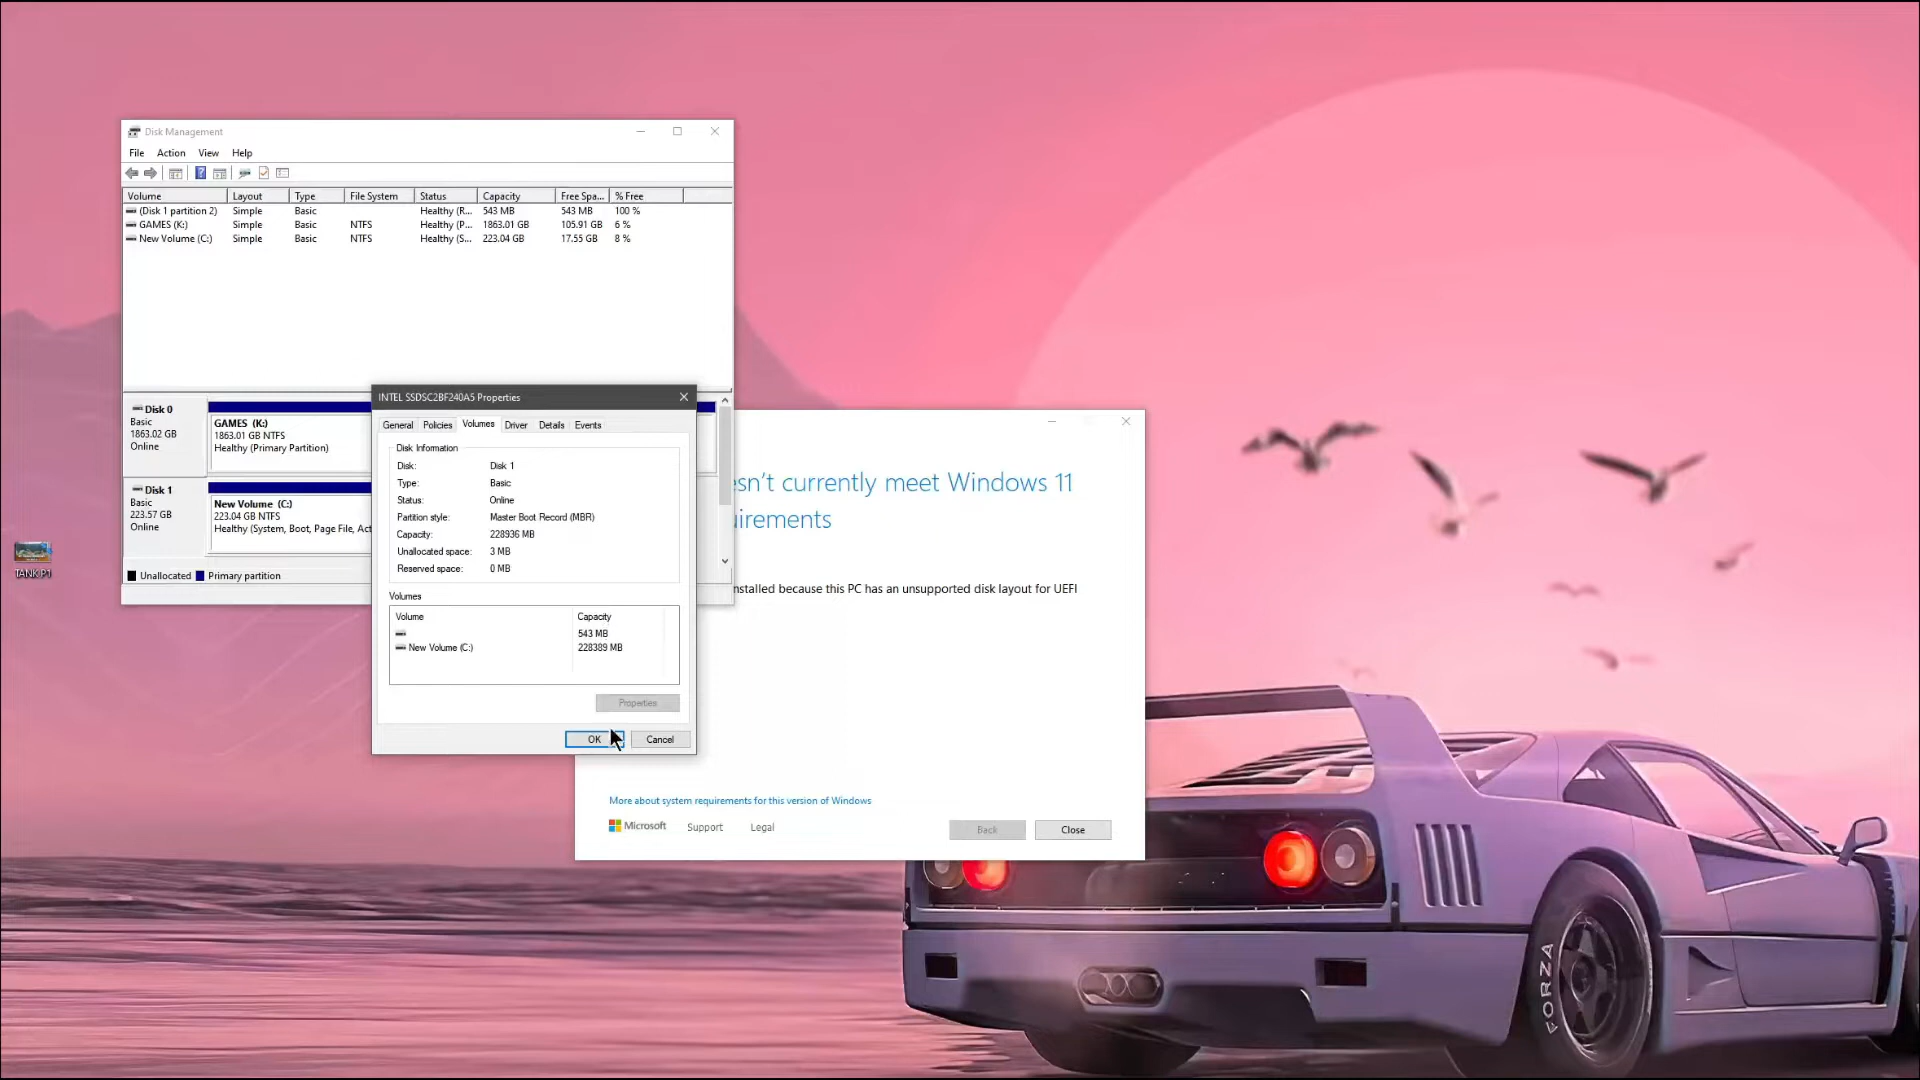 Disk Management
File Action View Help
Volume Layout Type File System Status Capacity Free Spa... % Free
(Disk 1 partition 2) Simple Basic Healthy (R... 543 MB 543 MB 100 %
GAMES (K:) Simple Basic NTFS Healthy (P... 1863.01 GB 105.91 GB 6 %
New Volume (C:) Simple Basic NTFS Healthy (S... 223.04 GB 17.55 GB 8 %
Disk 0
Basic
1863.02 GB
Online
GAMES (K:)
1863.01 GB NTFS
Healthy (Primary Partition)
Disk 1
Basic
223.57 GB
Online
New Volume (C:)
223.04 GB NTFS
Healthy (System, Boot, Page File, Act
Unallocated Primary partition
INTEL SSDSC2BF240A5 Properties
General Policies Volumes Driver Details Events
Disk Information
Disk: Disk 1
Type: Basic
Status: Online
Partition style: Master Boot Record (MBR)
Capacity: 228936 MB
Unallocated space: 3 MB
Reserved space: 0 MB
Volumes
Volume Capacity
543 MB
New Volume (C:) 228389 MB
Properties
OK Cancel
esn't currently meet Windows 11
uirements
nstalled because this PC has an unsupported disk layout for UEFI
More about system requirements for this version of Windows
Microsoft Support Legal
Back Close
TANK P1
FORZA